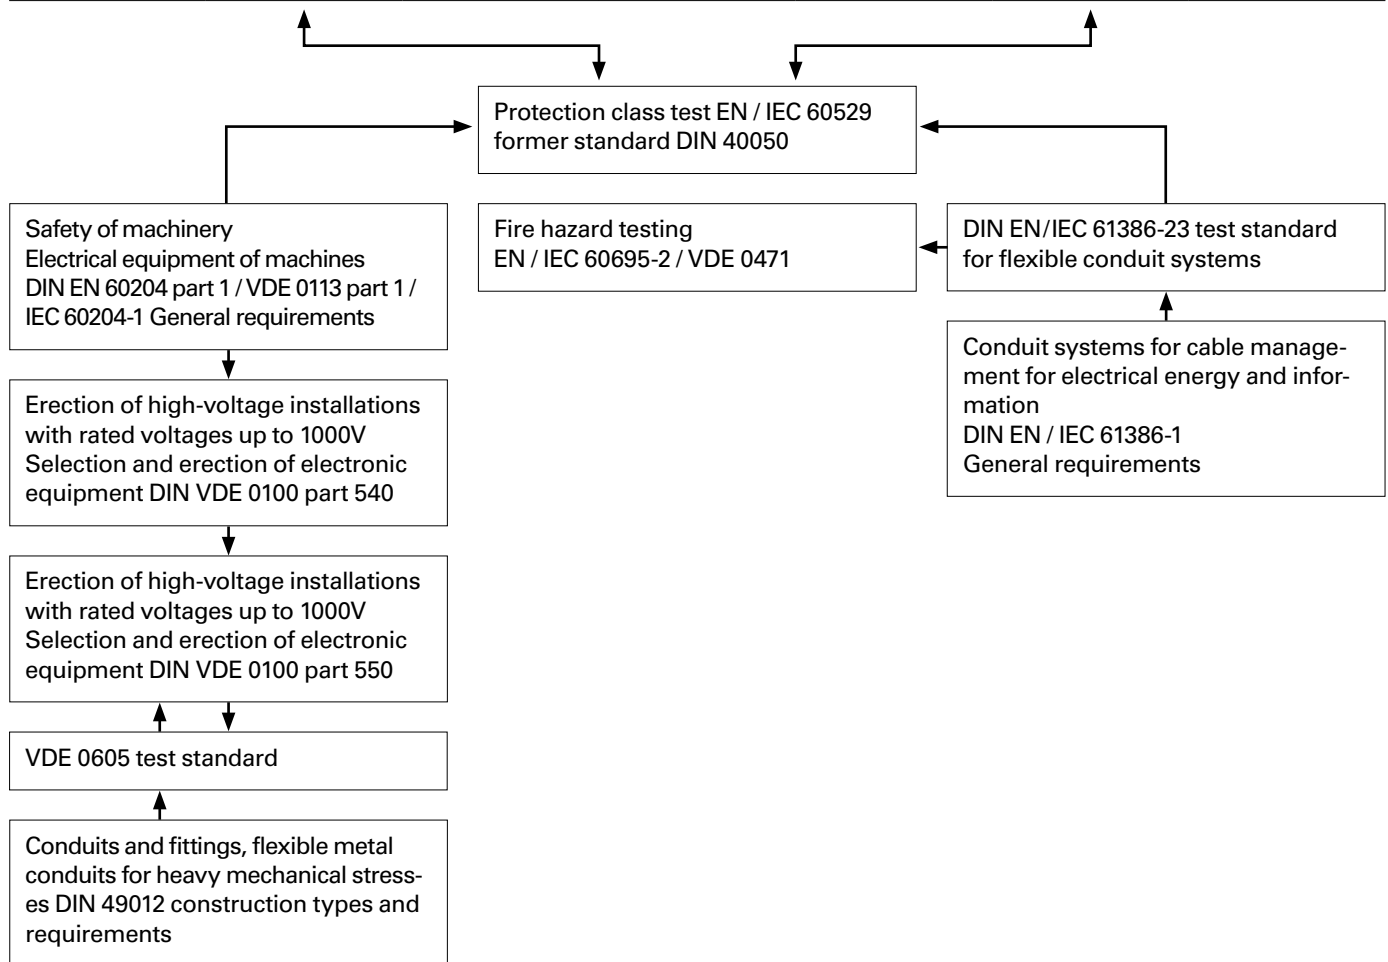 Protection class test EN / IEC 60529
former standard DIN 40050
Safety of machinery
Electrical equipment of machines
DIN EN 60204 part 1 / VDE 0113 part 1 /
IEC 60204-1 General requirements
Fire hazard testing
EN / IEC 60695-2 / VDE 0471
DIN EN/IEC 61386-23 test standard
for flexible conduit systems
Conduit systems for cable manage-
ment for electrical energy and infor-
mation
DIN EN / IEC 61386-1
General requirements
Erection of high-voltage installations
with rated voltages up to 1000V
Selection and erection of electronic
equipment DIN VDE 0100 part 540
Erection of high-voltage installations
with rated voltages up to 1000V
Selection and erection of electronic
equipment DIN VDE 0100 part 550
VDE 0605 test standard
Conduits and fittings, flexible metal
conduits for heavy mechanical stress-
es DIN 49012 construction types and
requirements